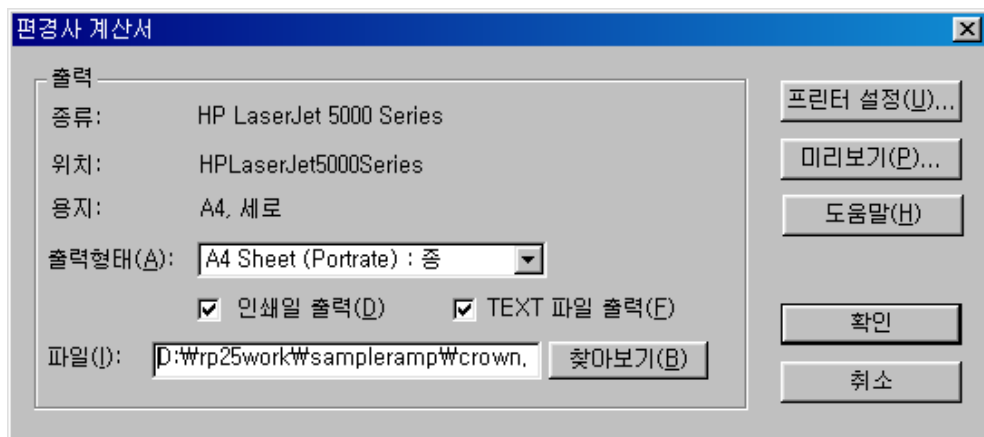 편경사 계산서
출력
종류: HP LaserJet 5000 Series
위치: HPLaserJet5000Series
용지: A4, 세로
출력형태(A): A4 Sheet (Portrate) : 종
인쇄일 출력(D) TEXT 파일 출력(F)
파일(I): D:\rp25work\sampleramp\crown, 찾아보기(B)
프린터 설정(U)...
미리보기(P)...
도움말(H)
확인
취소